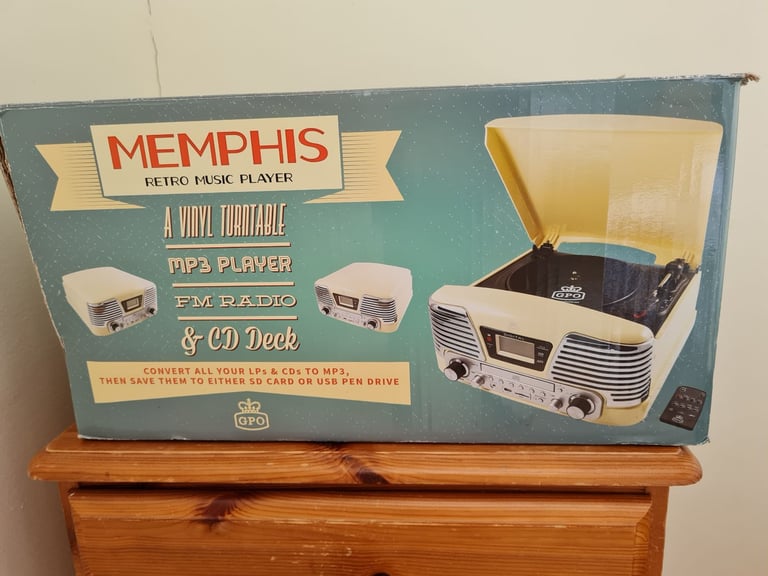 MEMPHIS
RETRO MUSIC PLAYER
A VINYL TURNTABLE
MP3 PLAYER
FM RADIO
& CD Deck
CONVERT ALL YOUR LPs & CDs TO MP3,
THEN SAVE THEM TO EITHER SD CARD OR USB PEN DRIVE
GPO
GPO